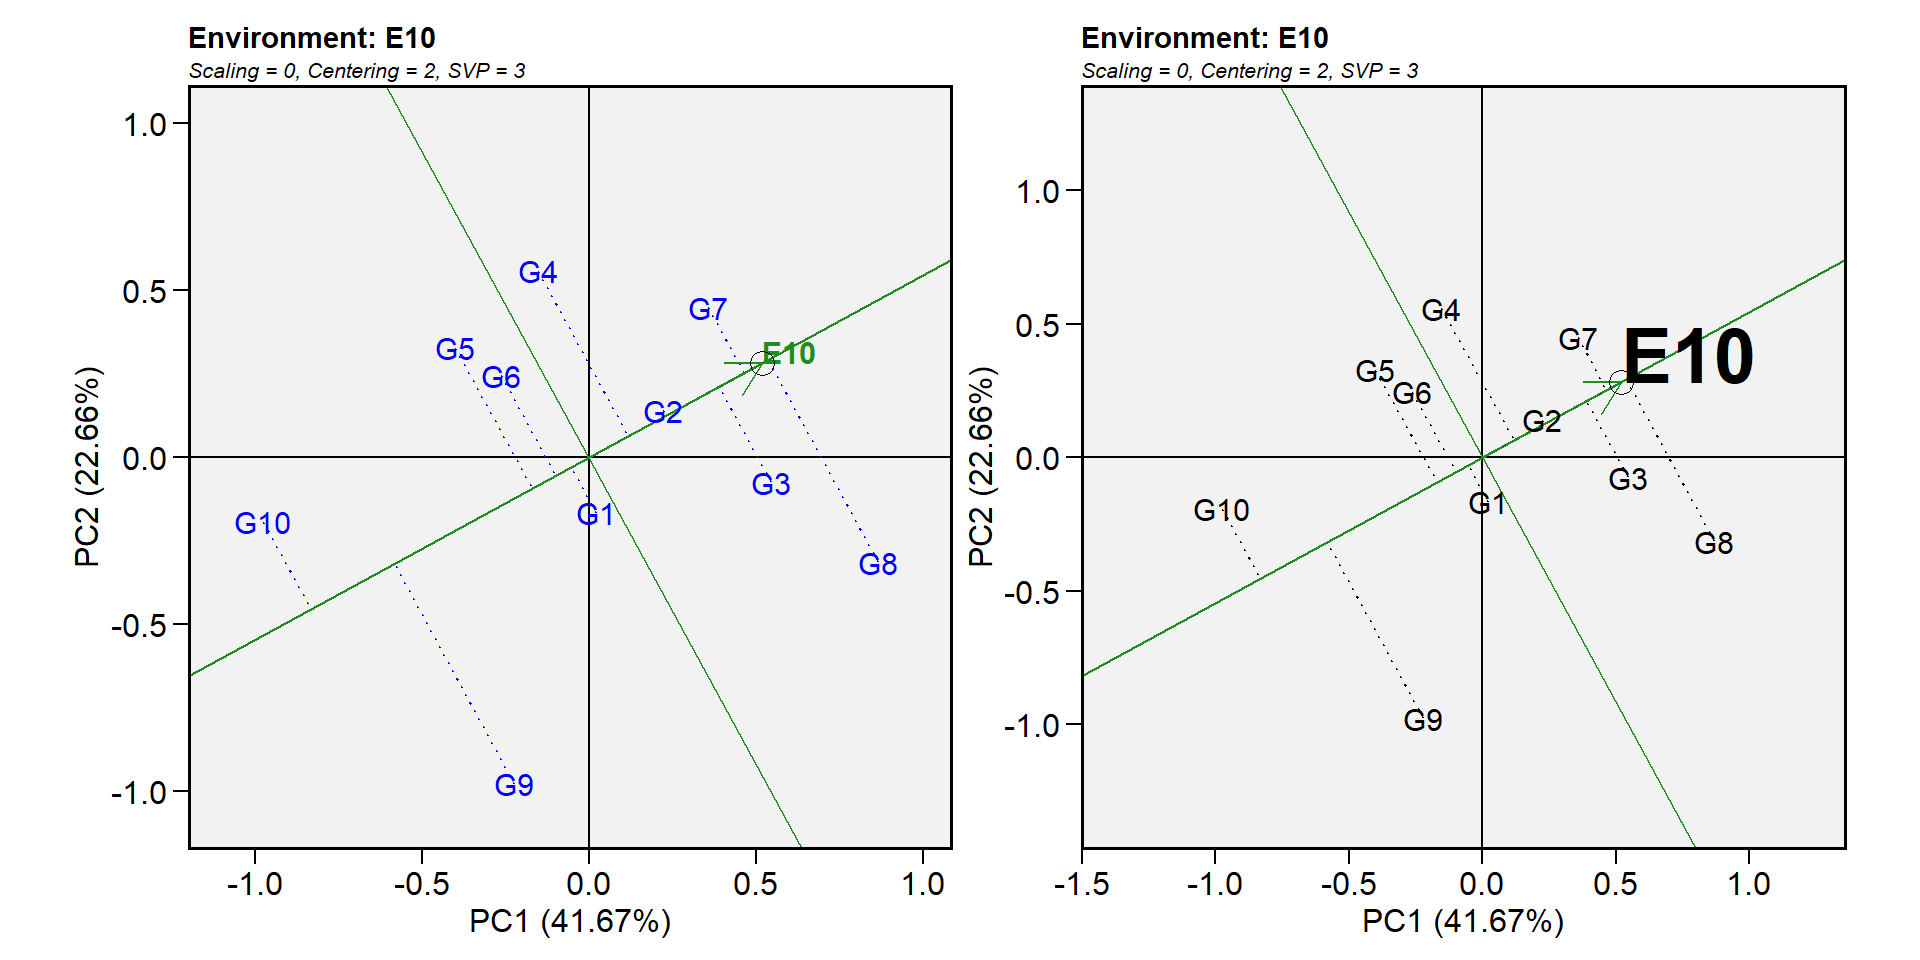 Environment: E10
Scaling = 0, Centering = 2, SVP = 3
1.0
0.5
0.0
-0.5
-1.0
PC2 (22.66%)
G4
G7
G5
E10
G6
G2
G3
G1
G10
G8
G9
-1.0 -0.5 0.0 0.5 1.0
PC1 (41.67%)
Environment: E10
Scaling = 0, Centering = 2, SVP = 3
1.0
0.5
0.0
-0.5
-1.0
PC2 (22.66%)
G4
G7
E10
G5
G6
G2
G3
G1
G10
G8
G9
-1.5 -1.0 -0.5 0.0 0.5 1.0
PC1 (41.67%)